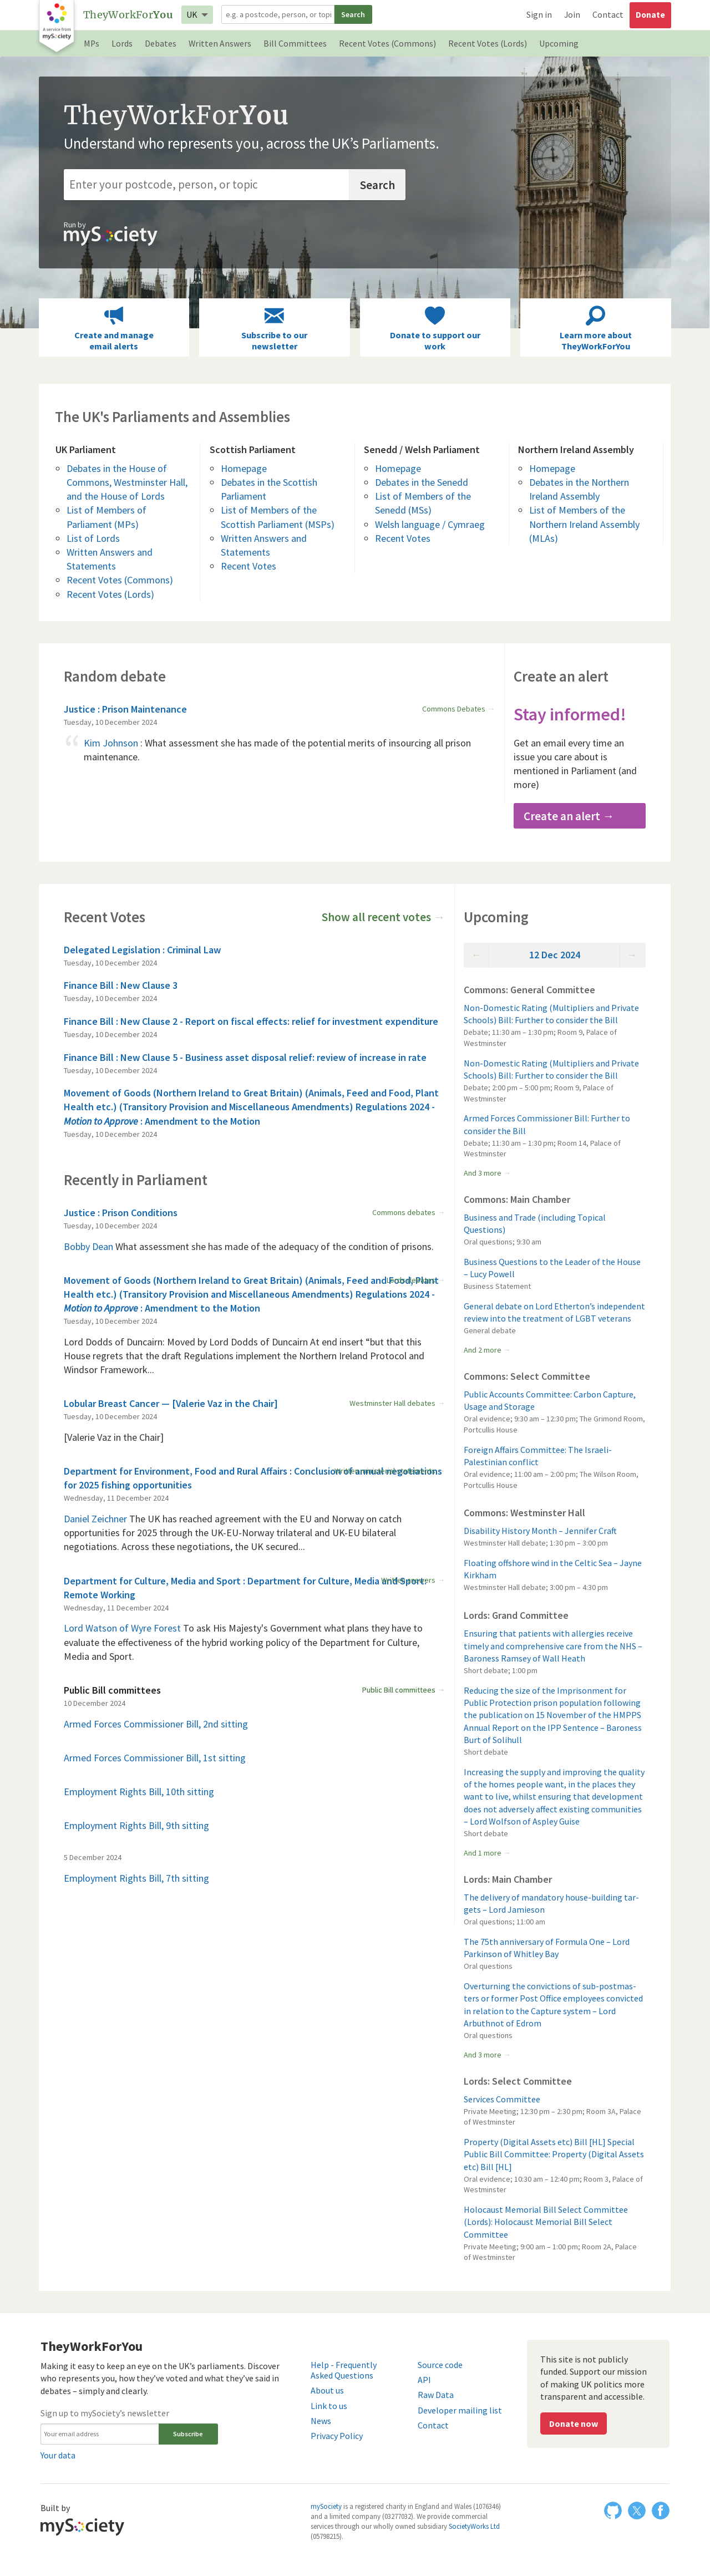 A service from
mySociety
TheyWorkForYou
UK
e.g. a postcode, person, or topi
Search
Sign in
Join
Contact
Donate
MPs
Lords
Debates
Written Answers
Bill Committees
Recent Votes (Commons)
Recent Votes (Lords)
Upcoming
TheyWorkForYou
Understand who represents you, across the UK’s Parliaments.
Enter your postcode, person, or topic
Search
Run by
mySociety
Create and manage
email alerts
Subscribe to our
newsletter
Donate to support our
work
Learn more about
TheyWorkForYou
The UK's Parliaments and Assemblies
UK Parliament
Debates in the House of
Commons, Westminster Hall,
and the House of Lords
List of Members of
Parliament (MPs)
List of Lords
Written Answers and
Statements
Recent Votes (Commons)
Recent Votes (Lords)
Scottish Parliament
Homepage
Debates in the Scottish
Parliament
List of Members of the
Scottish Parliament (MSPs)
Written Answers and
Statements
Recent Votes
Senedd / Welsh Parliament
Homepage
Debates in the Senedd
List of Members of the
Senedd (MSs)
Welsh language / Cymraeg
Recent Votes
Northern Ireland Assembly
Homepage
Debates in the Northern
Ireland Assembly
List of Members of the
Northern Ireland Assembly
(MLAs)
Random debate
Justice : Prison Maintenance
Commons Debates →
Tuesday, 10 December 2024
“ Kim Johnson : What assessment she has made of the potential merits of insourcing all prison
maintenance.
Create an alert
Stay informed!
Get an email every time an
issue you care about is
mentioned in Parliament (and
more)
Create an alert →
Recent Votes
Show all recent votes →
Delegated Legislation : Criminal Law
Tuesday, 10 December 2024
Finance Bill : New Clause 3
Tuesday, 10 December 2024
Finance Bill : New Clause 2 - Report on fiscal effects: relief for investment expenditure
Tuesday, 10 December 2024
Finance Bill : New Clause 5 - Business asset disposal relief: review of increase in rate
Tuesday, 10 December 2024
Movement of Goods (Northern Ireland to Great Britain) (Animals, Feed and Food, Plant
Health etc.) (Transitory Provision and Miscellaneous Amendments) Regulations 2024 -
Motion to Approve : Amendment to the Motion
Tuesday, 10 December 2024
Recently in Parliament
Justice : Prison Conditions
Commons debates →
Tuesday, 10 December 2024
Bobby Dean What assessment she has made of the adequacy of the condition of prisons.
Movement of Goods (Northern Ireland to Great Britain) (Animals, Feed and Food, Plant
Health etc.) (Transitory Provision and Miscellaneous Amendments) Regulations 2024 -
Motion to Approve : Amendment to the Motion
Tuesday, 10 December 2024
Lord Dodds of Duncairn: Moved by Lord Dodds of Duncairn At end insert “but that this
House regrets that the draft Regulations implement the Northern Ireland Protocol and
Windsor Framework...
Lobular Breast Cancer — [Valerie Vaz in the Chair]
Westminster Hall debates →
Tuesday, 10 December 2024
[Valerie Vaz in the Chair]
Department for Environment, Food and Rural Affairs : Conclusion of annual negotiations
for 2025 fishing opportunities
Wednesday, 11 December 2024
Daniel Zeichner The UK has reached agreement with the EU and Norway on catch
opportunities for 2025 through the UK-EU-Norway trilateral and UK-EU bilateral
negotiations. Across these negotiations, the UK secured...
Department for Culture, Media and Sport : Department for Culture, Media and Sport:
Remote Working
Wednesday, 11 December 2024
Lord Watson of Wyre Forest To ask His Majesty's Government what plans they have to
evaluate the effectiveness of the hybrid working policy of the Department for Culture,
Media and Sport.
Public Bill committees
Public Bill committees →
10 December 2024
Armed Forces Commissioner Bill, 2nd sitting
Armed Forces Commissioner Bill, 1st sitting
Employment Rights Bill, 10th sitting
Employment Rights Bill, 9th sitting
5 December 2024
Employment Rights Bill, 7th sitting
Upcoming
← 12 Dec 2024 →
Commons: General Committee
Non-Domestic Rating (Multipliers and Private
Schools) Bill: Further to consider the Bill
Debate; 11:30 am – 1:30 pm; Room 9, Palace of
Westminster
Non-Domestic Rating (Multipliers and Private
Schools) Bill: Further to consider the Bill
Debate; 2:00 pm – 5:00 pm; Room 9, Palace of
Westminster
Armed Forces Commissioner Bill: Further to
consider the Bill
Debate; 11:30 am – 1:30 pm; Room 14, Palace of
Westminster
And 3 more →
Commons: Main Chamber
Business and Trade (including Topical
Questions)
Oral questions; 9:30 am
Business Questions to the Leader of the House
– Lucy Powell
Business Statement
General debate on Lord Etherton’s independent
review into the treatment of LGBT veterans
General debate
And 2 more →
Commons: Select Committee
Public Accounts Committee: Carbon Capture,
Usage and Storage
Oral evidence; 9:30 am – 12:30 pm; The Grimond Room,
Portcullis House
Foreign Affairs Committee: The Israeli-
Palestinian conflict
Oral evidence; 11:00 am – 2:00 pm; The Wilson Room,
Portcullis House
Commons: Westminster Hall
Disability History Month – Jennifer Craft
Westminster Hall debate; 1:30 pm – 3:00 pm
Floating offshore wind in the Celtic Sea – Jayne
Kirkham
Westminster Hall debate; 3:00 pm – 4:30 pm
Lords: Grand Committee
Ensuring that patients with allergies receive
timely and comprehensive care from the NHS –
Baroness Ramsey of Wall Heath
Short debate; 1:00 pm
Reducing the size of the Imprisonment for
Public Protection prison population following
the publication on 15 November of the HMPPS
Annual Report on the IPP Sentence – Baroness
Burt of Solihull
Short debate
Increasing the supply and improving the quality
of the homes people want, in the places they
want to live, whilst ensuring that development
does not adversely affect existing communities
– Lord Wolfson of Aspley Guise
Short debate
And 1 more →
Lords: Main Chamber
The delivery of mandatory house-building tar-
gets – Lord Jamieson
Oral questions; 11:00 am
The 75th anniversary of Formula One – Lord
Parkinson of Whitley Bay
Oral questions
Overturning the convictions of sub-postmas-
ters or former Post Office employees convicted
in relation to the Capture system – Lord
Arbuthnot of Edrom
Oral questions
And 3 more →
Lords: Select Committee
Services Committee
Private Meeting; 12:30 pm – 2:30 pm; Room 3A, Palace
of Westminster
Property (Digital Assets etc) Bill [HL] Special
Public Bill Committee: Property (Digital Assets
etc) Bill [HL]
Oral evidence; 10:30 am – 12:40 pm; Room 3, Palace of
Westminster
Holocaust Memorial Bill Select Committee
(Lords): Holocaust Memorial Bill Select
Committee
Private Meeting; 9:00 am – 1:00 pm; Room 2A, Palace
of Westminster
TheyWorkForYou
Making it easy to keep an eye on the UK’s parliaments. Discover
who represents you, how they’ve voted and what they’ve said in
debates – simply and clearly.
Sign up to mySociety’s newsletter
Your email address
Subscribe
Your data
Help - Frequently
Asked Questions
About us
Link to us
News
Privacy Policy
Source code
API
Raw Data
Developer mailing list
Contact
This site is not publicly
funded. Support our mission
of making UK politics more
transparent and accessible.
Donate now
Built by
mySociety
mySociety is a registered charity in England and Wales (1076346)
and a limited company (03277032). We provide commercial
services through our wholly owned subsidiary SocietyWorks Ltd
(05798215).